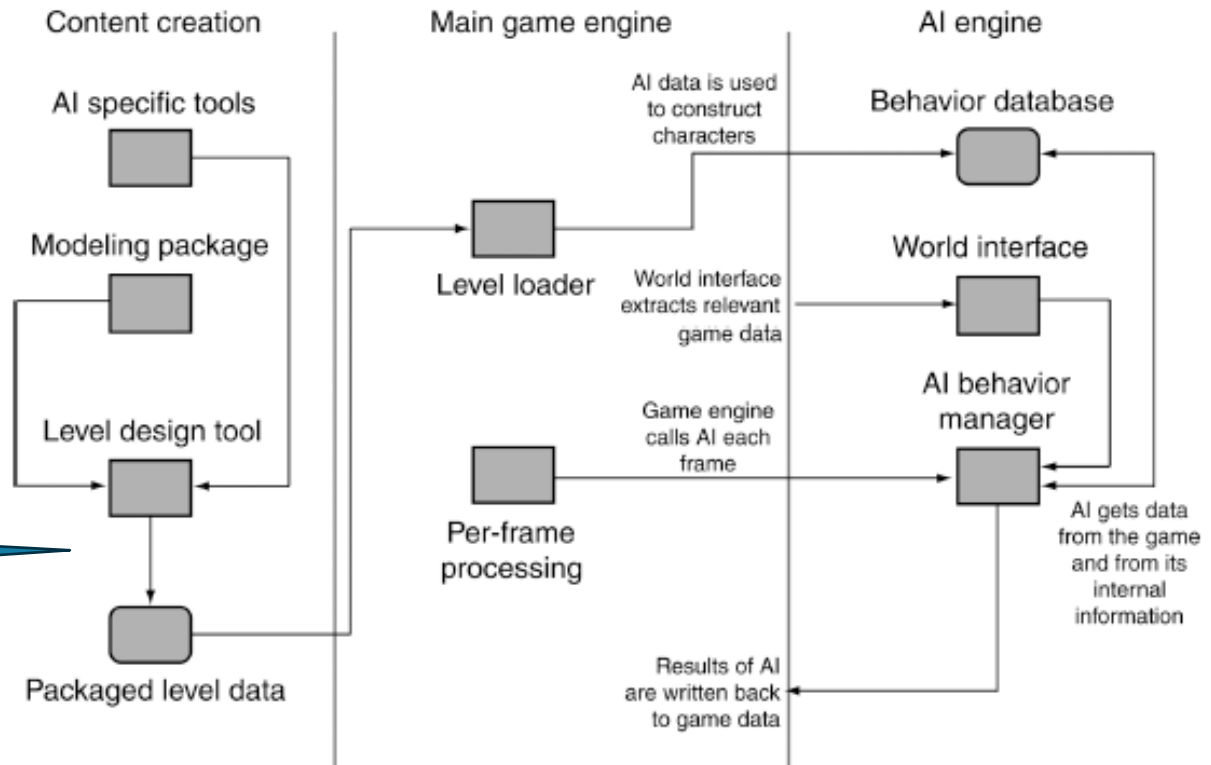 Content creation
Main game engine
AI engine
AI specific tools
Modeling package
Level design tool
Packaged level data
AI data is used
to construct
characters
Level loader
World interface
extracts relevant
game data
Game engine
calls AI each
frame
Per-frame
processing
Results of AI
are written back
to game data
Behavior database
World interface
AI behavior
manager
AI gets data
from the game
and from its
internal
information